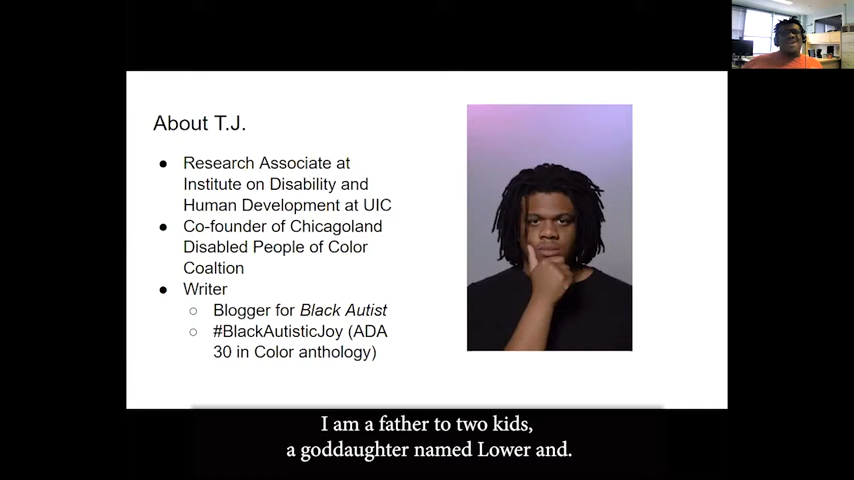 About T.J.
● Research Associate at
Institute on Disability and
Human Development at UIC
● Co-founder of Chicagoland
Disabled People of Color
Coaltion
● Writer
○ Blogger for Black Autist
○ #BlackAutisticJoy (ADA
30 in Color anthology)
I am a father to two kids,
a goddaughter named Lower and.